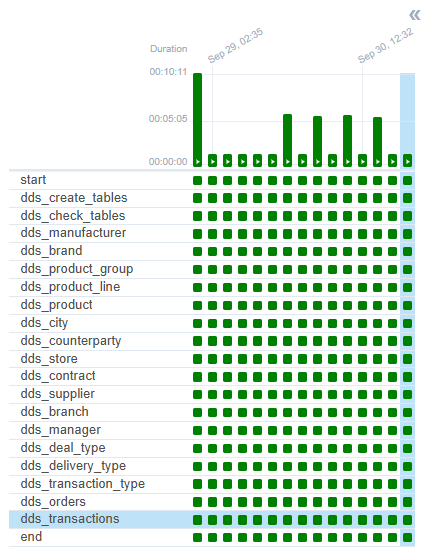 «
Duration
Sep 29, 02:35
Sep 30, 12:32
00:10:11
00:05:05
00:00:00
start
dds_create_tables
dds_check_tables
dds_manufacturer
dds_brand
dds_product_group
dds_product_line
dds_product
dds_city
dds_counterparty
dds_store
dds_contract
dds_supplier
dds_branch
dds_manager
dds_deal_type
dds_delivery_type
dds_transaction_type
dds_orders
dds_transactions
end